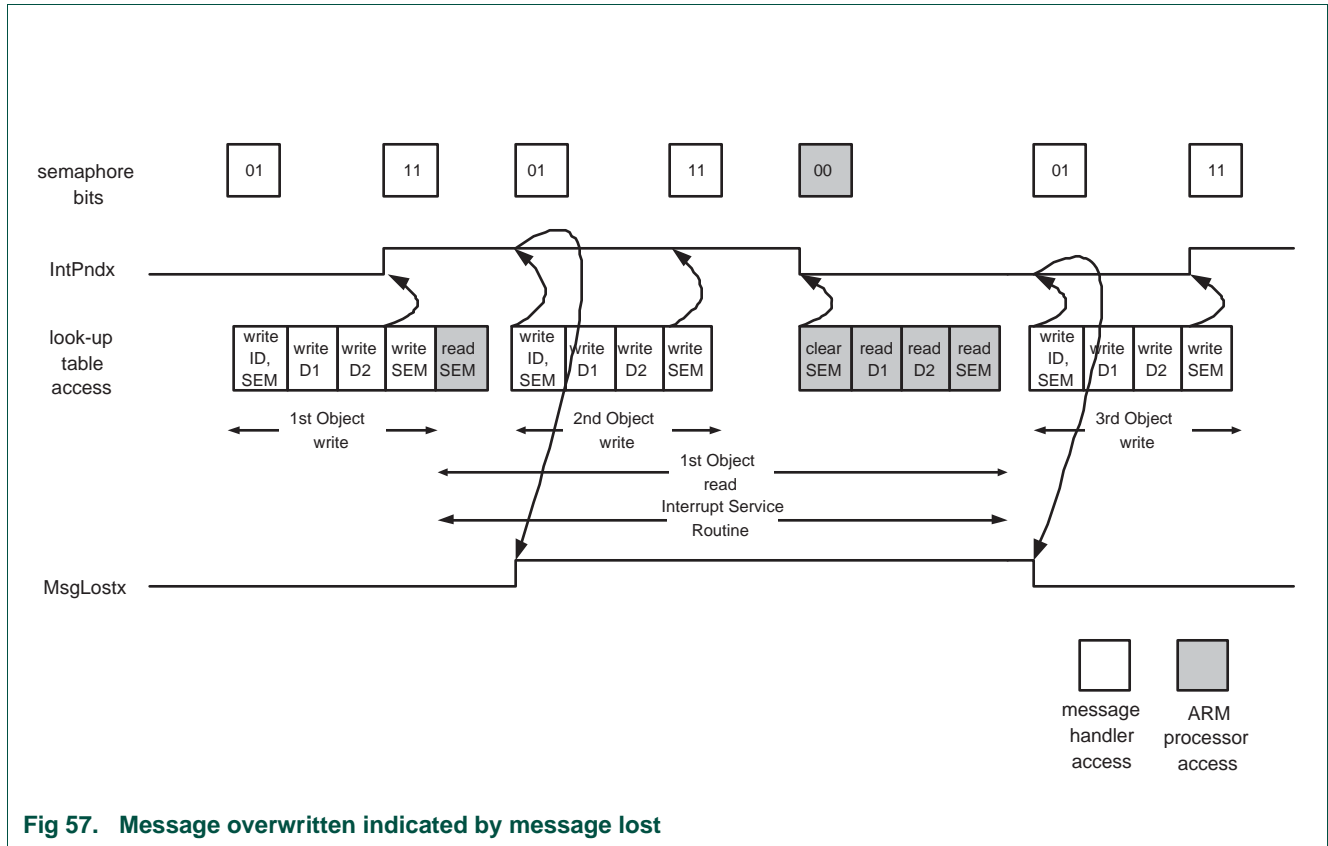 semaphore
bits
01
11
01
11
00
01
11
IntPndx
look-up
table
access
write
ID,
SEM
write
D1
write
D2
write
SEM
read
SEM
write
ID,
SEM
write
D1
write
D2
write
SEM
clear
SEM
read
D1
read
D2
read
SEM
write
ID,
SEM
write
D1
write
D2
write
SEM
1st Object
write
2nd Object
write
3rd Object
write
1st Object
read
Interrupt Service
Routine
MsgLostx
message
handler
access
ARM
processor
access
Fig 57. Message overwritten indicated by message lost